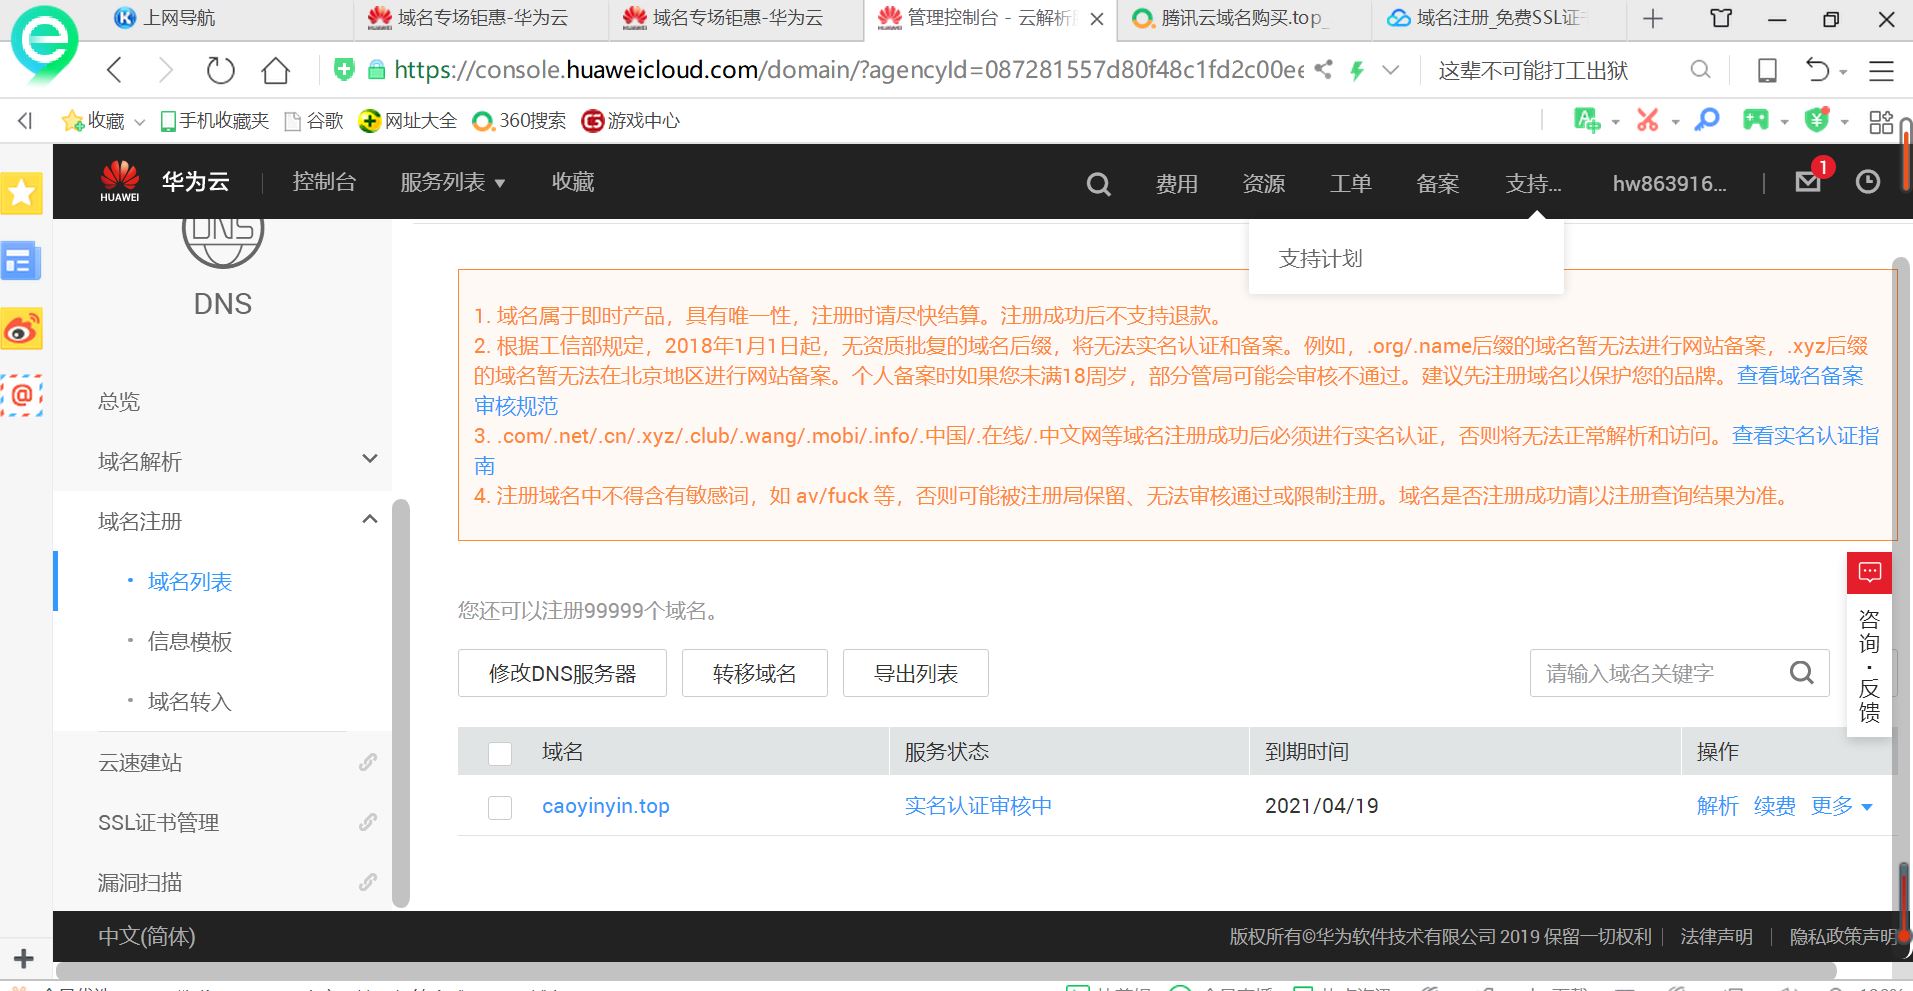 上网导航
域名专场钜惠-华为云
域名专场钜惠-华为云
管理控制台 - 云解析
腾讯云域名购买.top_
域名注册_免费SSL证
https://console.huaweicloud.com/domain/?agencyId=087281557d80f48c1fd2c00ee
这辈不可能打工出狱
收藏
手机收藏夹
谷歌
网址大全
360搜索
游戏中心
HUAWEI
华为云
控制台
服务列表
收藏
费用
资源
工单
备案
支持...
hw863916...
1
支持计划
DNS
DNS
总览
域名解析
域名注册
域名列表
信息模板
域名转入
云速建站
SSL证书管理
漏洞扫描
1. 域名属于即时产品，具有唯一性，注册时请尽快结算。注册成功后不支持退款。
2. 根据工信部规定，2018年1月1日起，无资质批复的域名后缀，将无法实名认证和备案。例如，.org/.name后缀的域名暂无法进行网站备案，.xyz后缀
的域名暂无法在北京地区进行网站备案。个人备案时如果您未满18周岁，部分管局可能会审核不通过。建议先注册域名以保护您的品牌。查看域名备案
审核规范
3. .com/.net/.cn/.xyz/.club/.wang/.mobi/.info/.中国/.在线/.中文网等域名注册成功后必须进行实名认证，否则将无法正常解析和访问。查看实名认证指
南
4. 注册域名中不得含有敏感词，如 av/fuck 等，否则可能被注册局保留、无法审核通过或限制注册。域名是否注册成功请以注册查询结果为准。
您还可以注册99999个域名。
修改DNS服务器
转移域名
导出列表
请输入域名关键字
咨询·反馈
域名
服务状态
到期时间
操作
caoyinyin.top
实名认证审核中
2021/04/19
解析
续费
更多
中文(简体)
版权所有©华为软件技术有限公司 2019 保留一切权利
法律声明
隐私政策声明